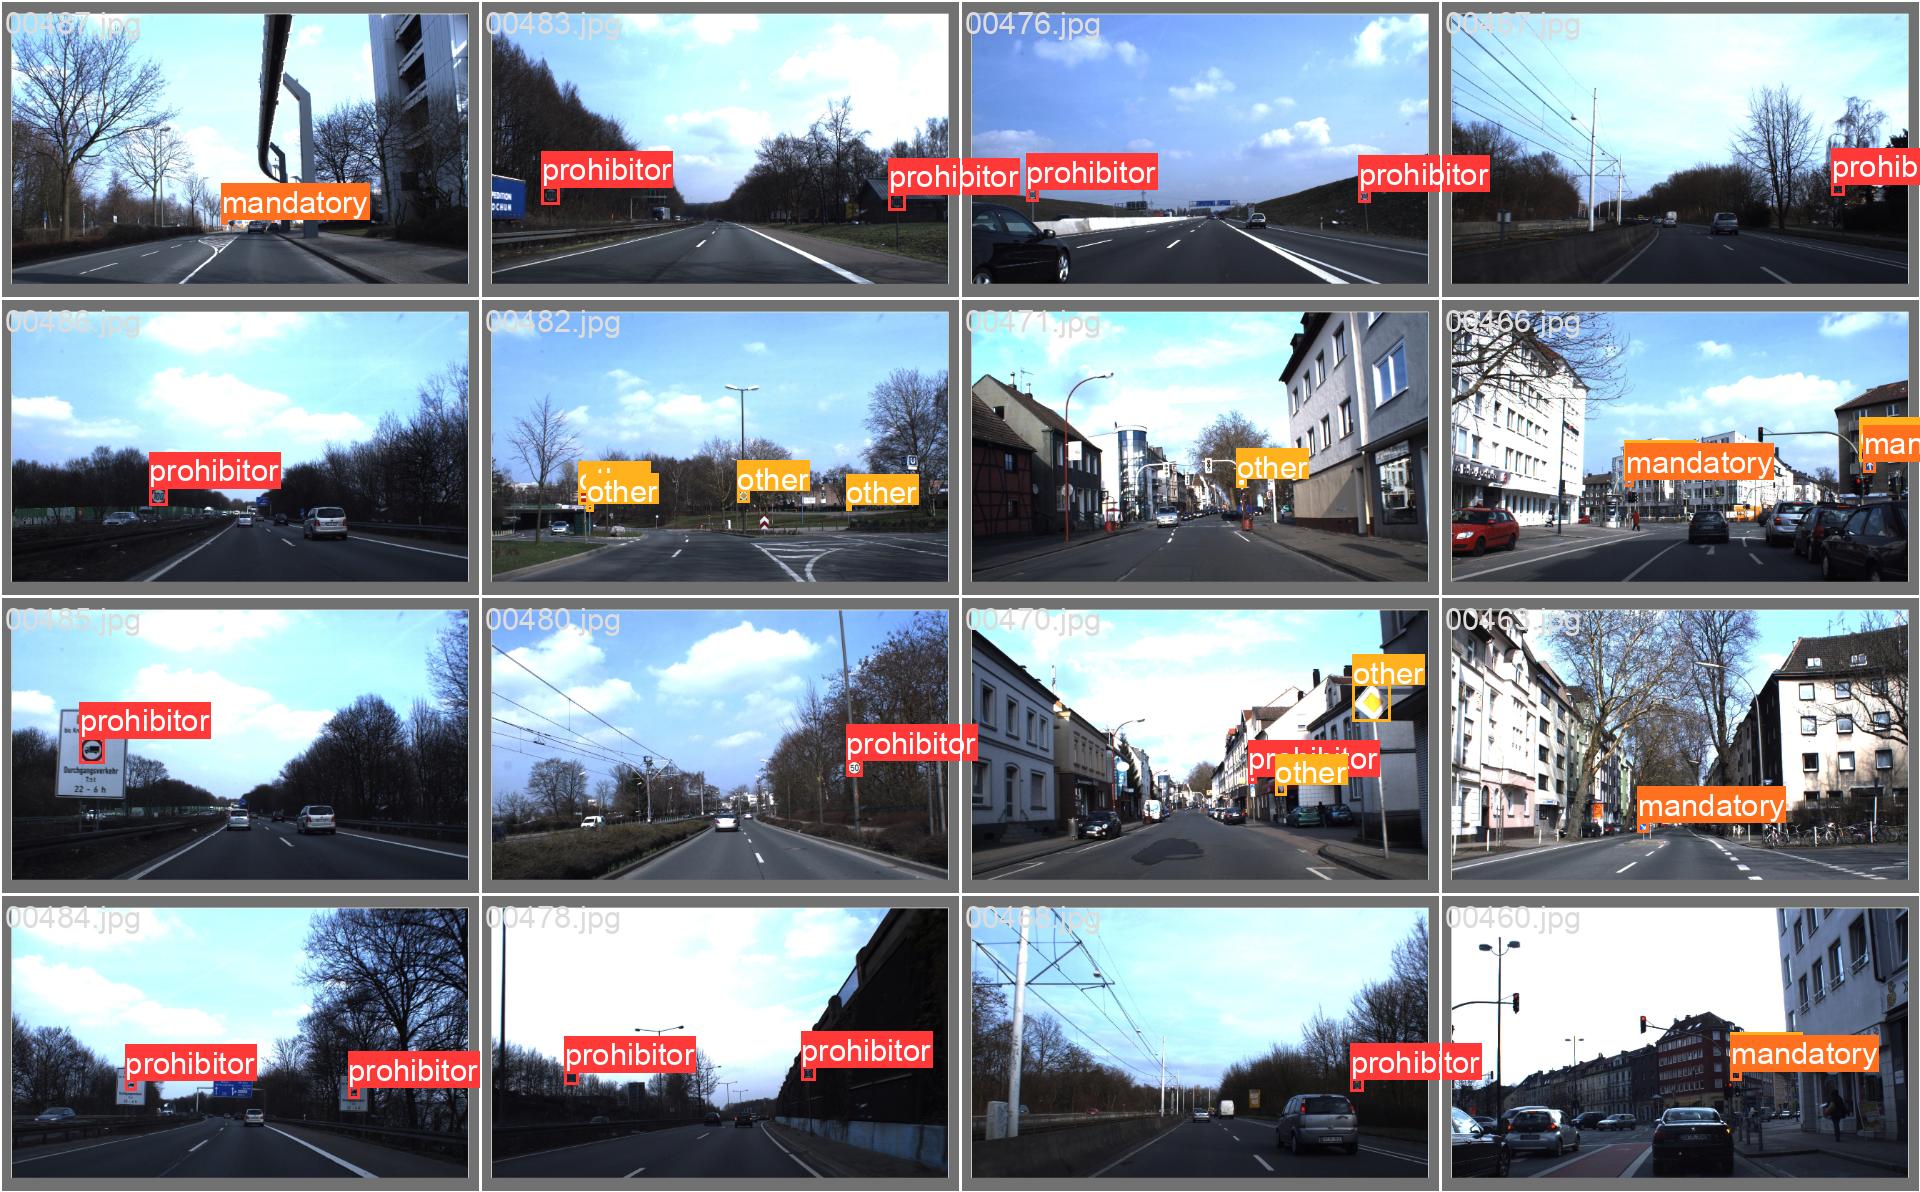 00487.jpg
mandatory
00483.jpg
prohibitor
prohibitor
00476.jpg
prohibitor
prohibitor
00467.jpg
prohib
00486.jpg
prohibitor
00482.jpg
other
other
other
00471.jpg
other
00466.jpg
mandatory
man
00485.jpg
prohibitor
Durchgangsverkehr
22 - 6 h
00480.jpg
prohibitor
50
00470.jpg
other
prohibitor
other
00463.jpg
mandatory
00484.jpg
prohibitor
prohibitor
00478.jpg
prohibitor
prohibitor
00468.jpg
prohibitor
00460.jpg
mandatory